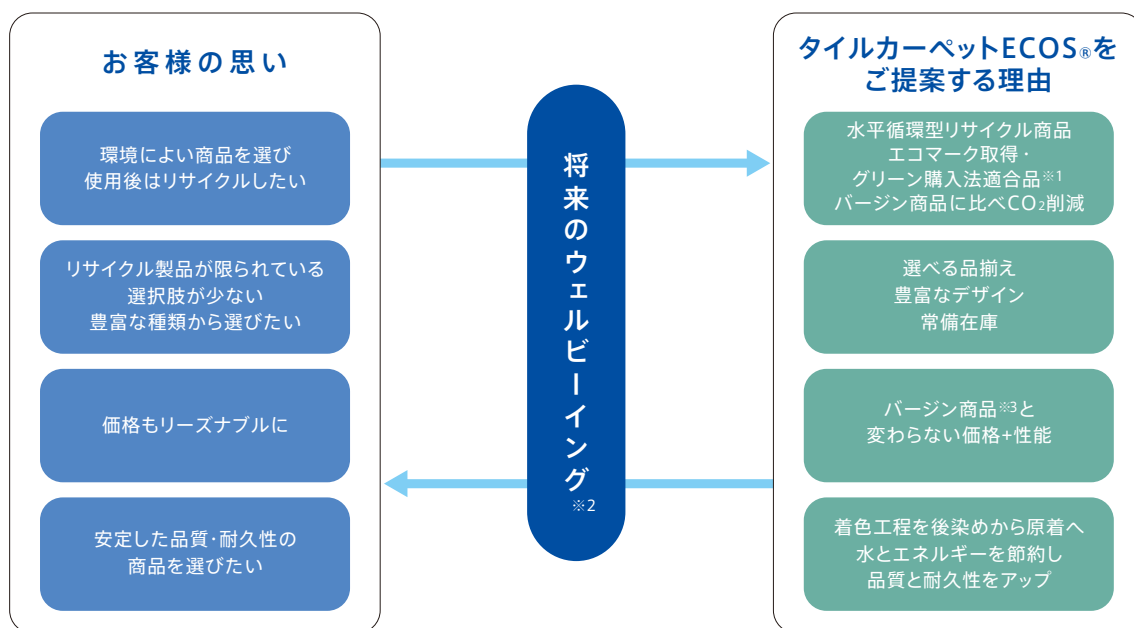 お客様の思い
環境によい商品を選び
使用後はリサイクルしたい
リサイクル製品が限られている
選択肢が少ない
豊富な種類から選びたい
価格もリーズナブルに
安定した品質・耐久性の
商品を選びたい
将来のウェルビーイング
※2
タイルカーペットECOS®を
ご提案する理由
水平循環型リサイクル商品
エコマーク取得・
グリーン購入法適合品※1
バージン商品に比べCO₂削減
選べる品揃え
豊富なデザイン
常備在庫
バージン商品※3と
変わらない価格+性能
着色工程を後染めから原着へ
水とエネルギーを節約し
品質と耐久性をアップ